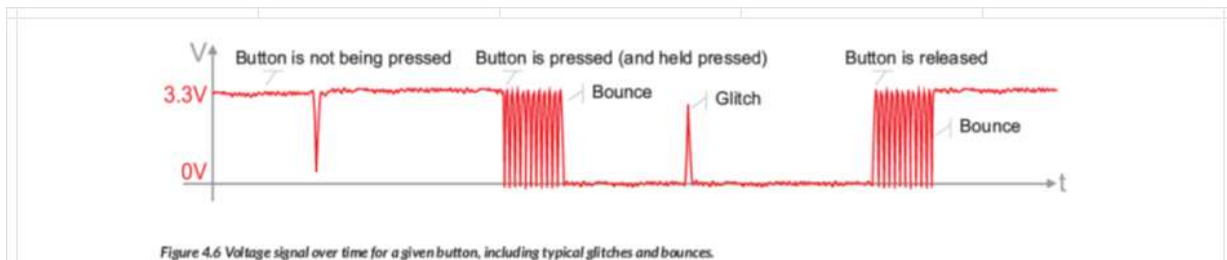 V
Button is not being pressed
Button is pressed (and held pressed)
Button is released
3.3V
Bounce
Glitch
Bounce
0V
t
Figure 4.6 Voltage signal over time for a given button, including typical glitches and bounces.